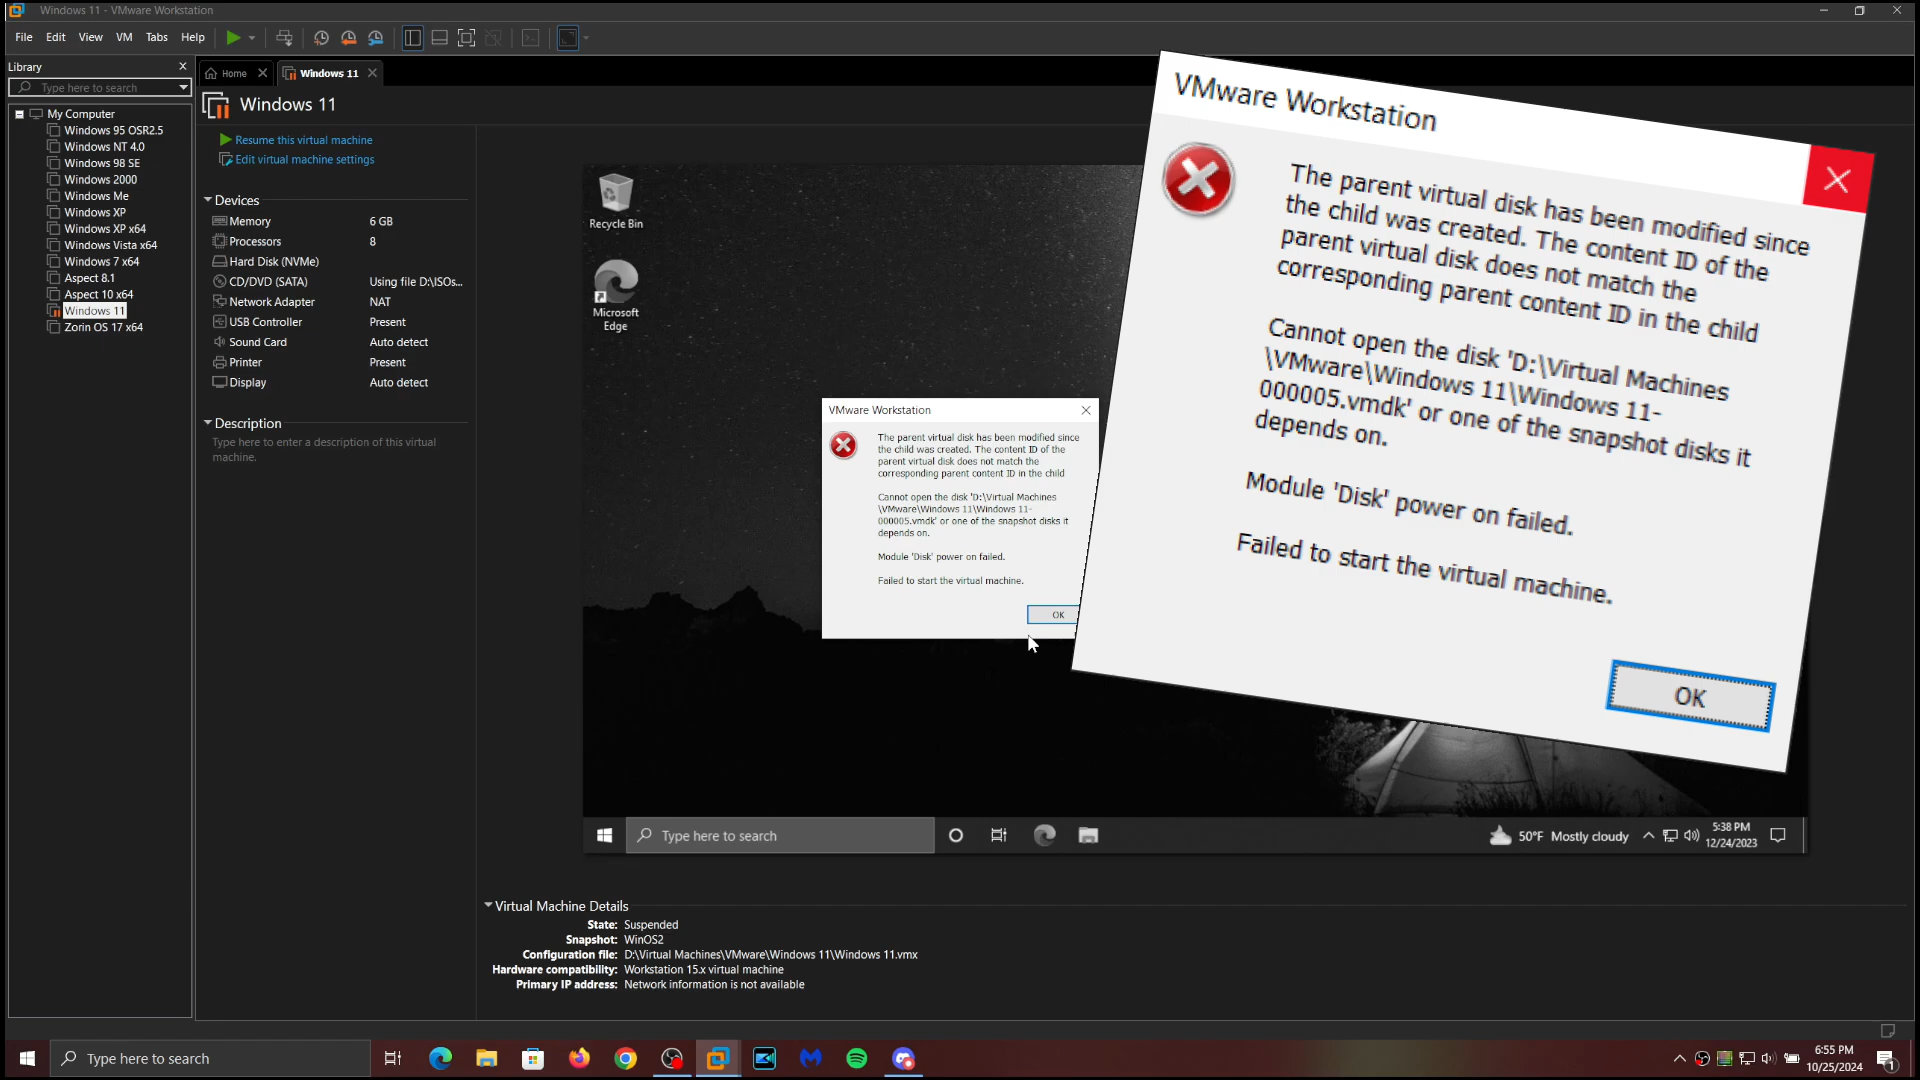 Windows 11 - VMware Workstation
File Edit View VM Tabs Help
Library
Type here to search
My Computer
Windows 95 OSR2.5
Windows NT 4.0
Windows 98 SE
Windows 2000
Windows Me
Windows XP
Windows XP x64
Windows Vista x64
Windows 7 x64
Aspect 8.1
Aspect 10 x64
Windows 11
Zorin OS 17 x64
Home
Windows 11
Windows 11
Resume this virtual machine
Edit virtual machine settings
Devices
Memory 6 GB
Processors 8
Hard Disk (NVMe)
CD/DVD (SATA) Using file D:\ISOs...
Network Adapter NAT
USB Controller Present
Sound Card Auto detect
Printer Present
Display Auto detect
Description
Type here to enter a description of this virtual
machine.
Recycle Bin
Microsoft
Edge
VMware Workstation
The parent virtual disk has been modified since
the child was created. The content ID of the
parent virtual disk does not match the
corresponding parent content ID in the child
Cannot open the disk 'D:\Virtual Machines
\VMware\Windows 11\Windows 11-
000005.vmdk' or one of the snapshot disks it
depends on.
Module 'Disk' power on failed.
Failed to start the virtual machine.
OK
VMware Workstation
The parent virtual disk has been modified since
the child was created. The content ID of the
parent virtual disk does not match the
corresponding parent content ID in the child
Cannot open the disk 'D:\Virtual Machines
\VMware\Windows 11\Windows 11-
000005.vmdk' or one of the snapshot disks it
depends on.
Module 'Disk' power on failed.
Failed to start the virtual machine.
OK
Type here to search
50°F Mostly cloudy
5:38 PM
12/24/2023
Virtual Machine Details
State: Suspended
Snapshot: WinOS2
Configuration file: D:\Virtual Machines\VMware\Windows 11\Windows 11.vmx
Hardware compatibility: Workstation 15.x virtual machine
Primary IP address: Network information is not available
Type here to search
6:55 PM
10/25/2024
1